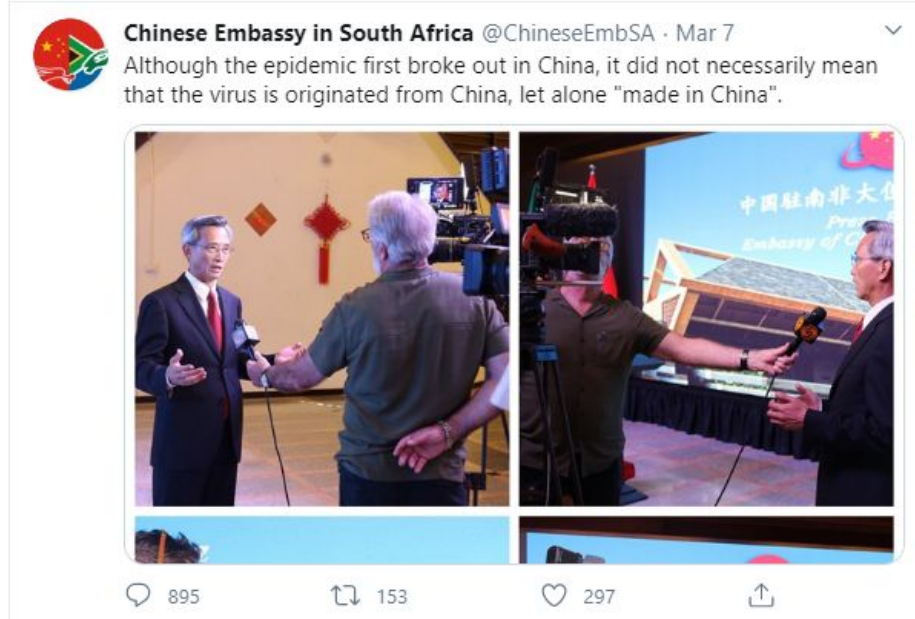 Chinese Embassy in South Africa @ChineseEmbSA · Mar 7
Although the epidemic first broke out in China, it did not necessarily mean
that the virus is originated from China, let alone "made in China".
中国驻南非大
Embassy of
895 153 297